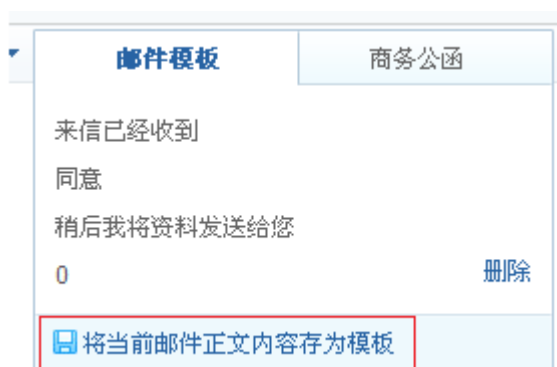 邮件模板 商务公函
来信已经收到
同意
稍后我将资料发送给您
0 删除
将当前邮件正文内容存为模板